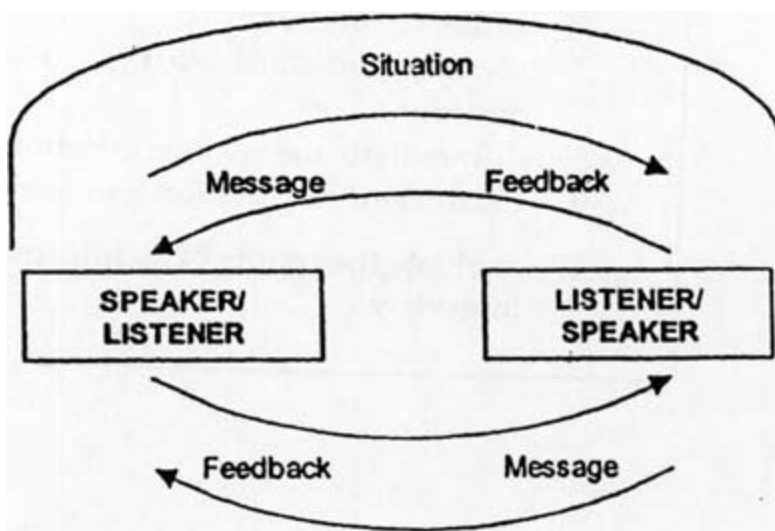 Situation
Message Feedback
SPEAKER/ LISTENER/
LISTENER SPEAKER
Feedback Message